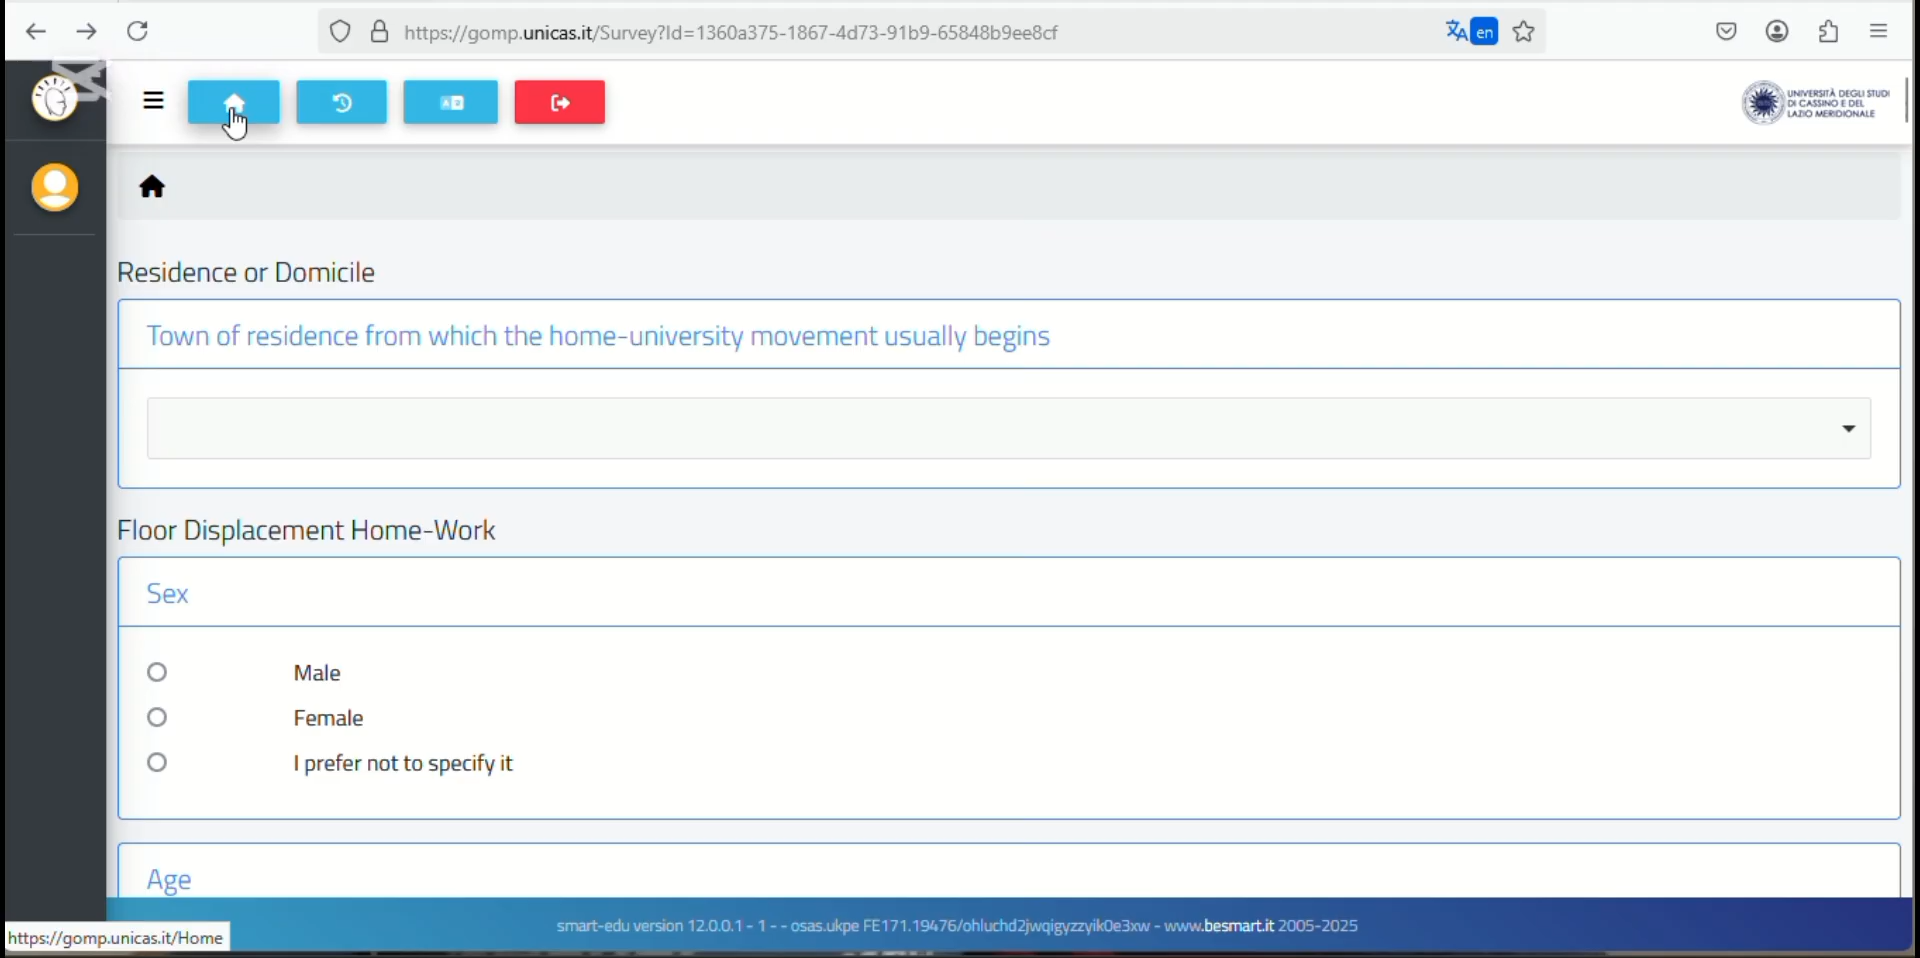 https://gomp.unicas.it/Survey?Id=1360a375-1867-4d73-91b9-65848b9ee8cf
en
UNIVERSITÀ DEGLI STUDI
DI CASSINO E DEL
LAZIO MERIDIONALE
Residence or Domicile
Town of residence from which the home-university movement usually begins
Floor Displacement Home-Work
Sex
Male
Female
I prefer not to specify it
Age
smart-edu version 12.0.0.1 - 1 - - osas.ukpe FE171.19476/ohluchd2jwqigyzzyik0e3xw - www.besmart.it 2005-2025
https://gomp.unicas.it/Home